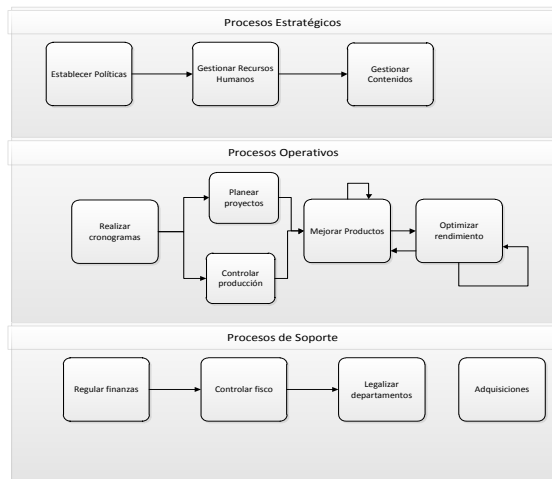 Procesos Estratégicos
Establecer Políticas
Gestionar Recursos
Humanos
Gestionar
Contenidos
Procesos Operativos
Realizar
cronogramas
Planear
proyectos
Controlar
producción
Mejorar Productos
Optimizar
rendimiento
Procesos de Soporte
Regular finanzas
Controlar fisco
Legalizar
departamentos
Adquisiciones